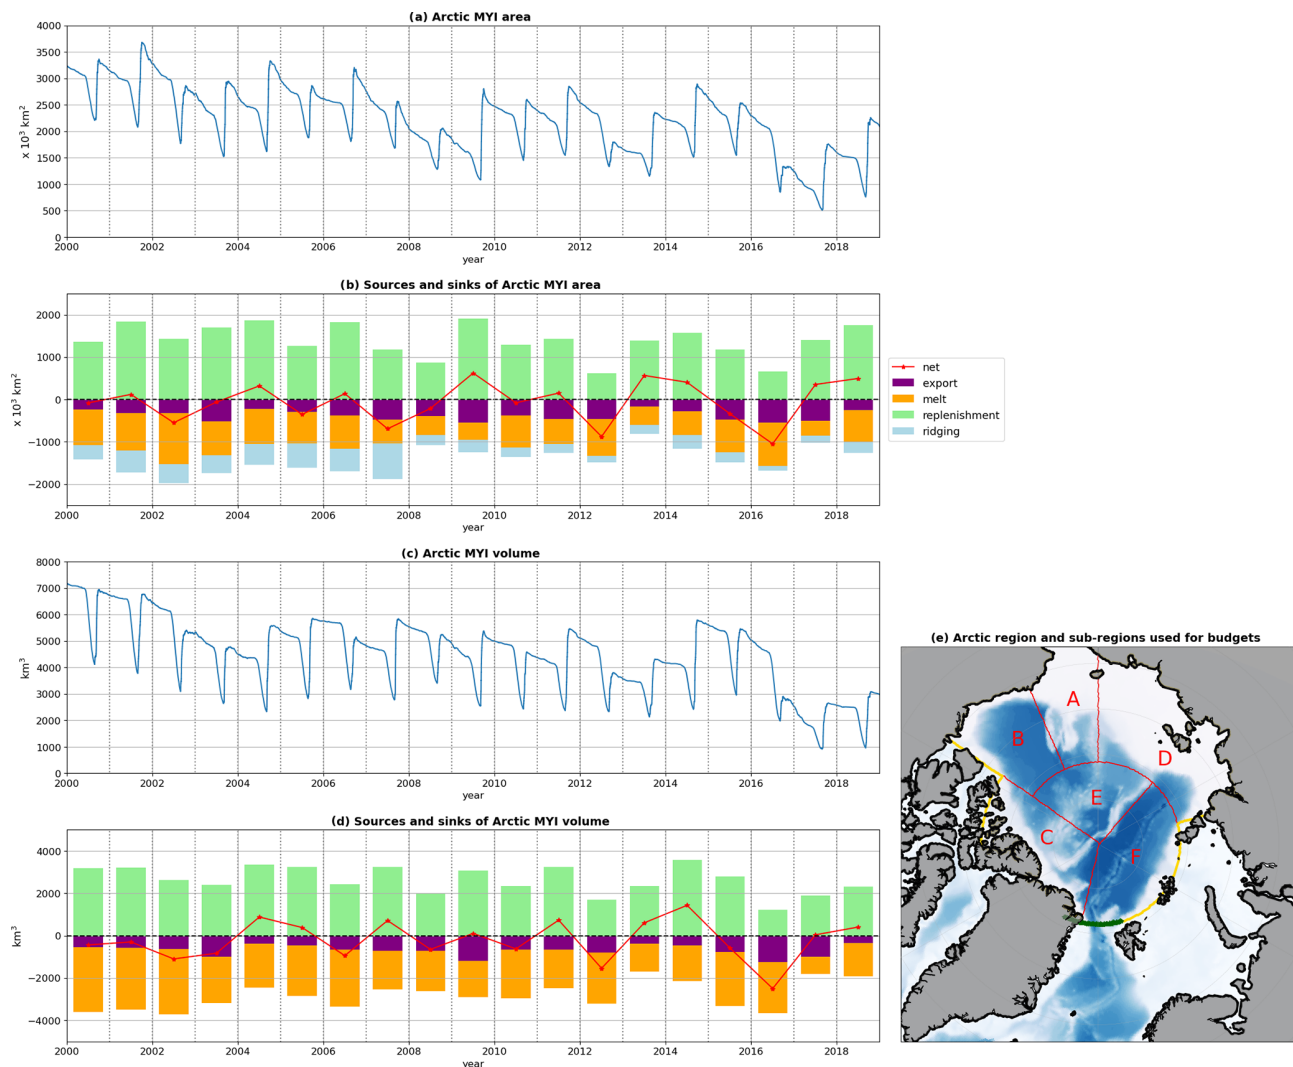 (a) Arctic MYI area
4000
3500
3000
2500
2000
1500
1000
500
0
x 10³ km²
2000 2002 2004 2006 2008 2010 2012 2014 2016 2018
year
(b) Sources and sinks of Arctic MYI area
2000
1000
0
−1000
−2000
x 10³ km²
2000 2002 2004 2006 2008 2010 2012 2014 2016 2018
year
net
export
melt
replenishment
ridging
(c) Arctic MYI volume
8000
7000
6000
5000
4000
3000
2000
1000
0
km³
2000 2002 2004 2006 2008 2010 2012 2014 2016 2018
year
(d) Sources and sinks of Arctic MYI volume
4000
2000
0
−2000
−4000
km³
2000 2002 2004 2006 2008 2010 2012 2014 2016 2018
year
(e) Arctic region and sub-regions used for budgets
A
B
D
E
C
F